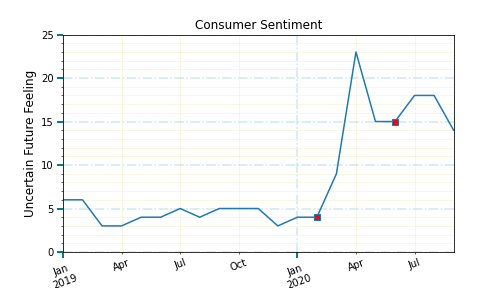 Consumer Sentiment
Uncertain Future Feeling
25
20
15
10
5
0
Jan
2019
Apr
Jul
Oct
Jan
2020
Apr
Jul